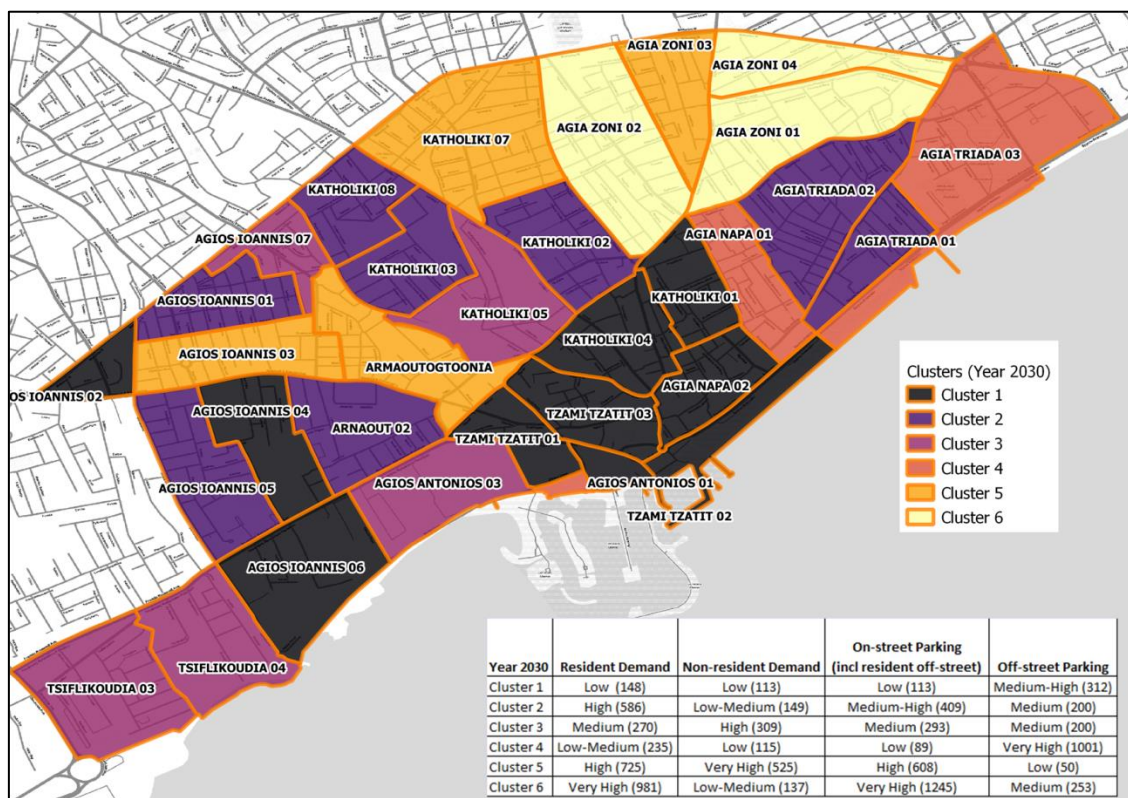 AGIA ZONI 03
AGIA ZONI 04
AGIA ZONI 02
AGIA ZONI 01
KATHOLIKI 07
AGIA TRIADA 03
KATHOLIKI 08
AGIA TRIADA 02
AGIOS IOANNIS 07
KATHOLIKI 02
AGIA NAPA 01
AGIA TRIADA 01
KATHOLIKI 03
AGIOS IOANNIS 01
KATHOLIKI 01
KATHOLIKI 05
KATHOLIKI 04
AGIOS IOANNIS 03
ARMAOUTOGTOONIA
AGIA NAPA 02
OS IOANNIS 02
AGIOS IOANNIS 04
TZAMI TZATIT 03
ARNAOUT 02
TZAMI TZATIT 01
AGIOS IOANNIS 05
AGIOS ANTONIOS 03
AGIOS ANTONIOS 01
TZAMI TZATIT 02
AGIOS IOANNIS 06
TSIFLIKOUDIA 04
TSIFLIKOUDIA 03
Clusters (Year 2030)
Cluster 1
Cluster 2
Cluster 3
Cluster 4
Cluster 5
Cluster 6
Year 2030 Resident Demand Non-resident Demand On-street Parking (incl resident off-street) Off-street Parking
Cluster 1 Low (148) Low (113) Low (113) Medium-High (312)
Cluster 2 High (586) Low-Medium (149) Medium-High (409) Medium (200)
Cluster 3 Medium (270) High (309) Medium (293) Medium (200)
Cluster 4 Low-Medium (235) Low (115) Low (89) Very High (1001)
Cluster 5 High (725) Very High (525) High (608) Low (50)
Cluster 6 Very High (981) Low-Medium (137) Very High (1245) Medium (253)